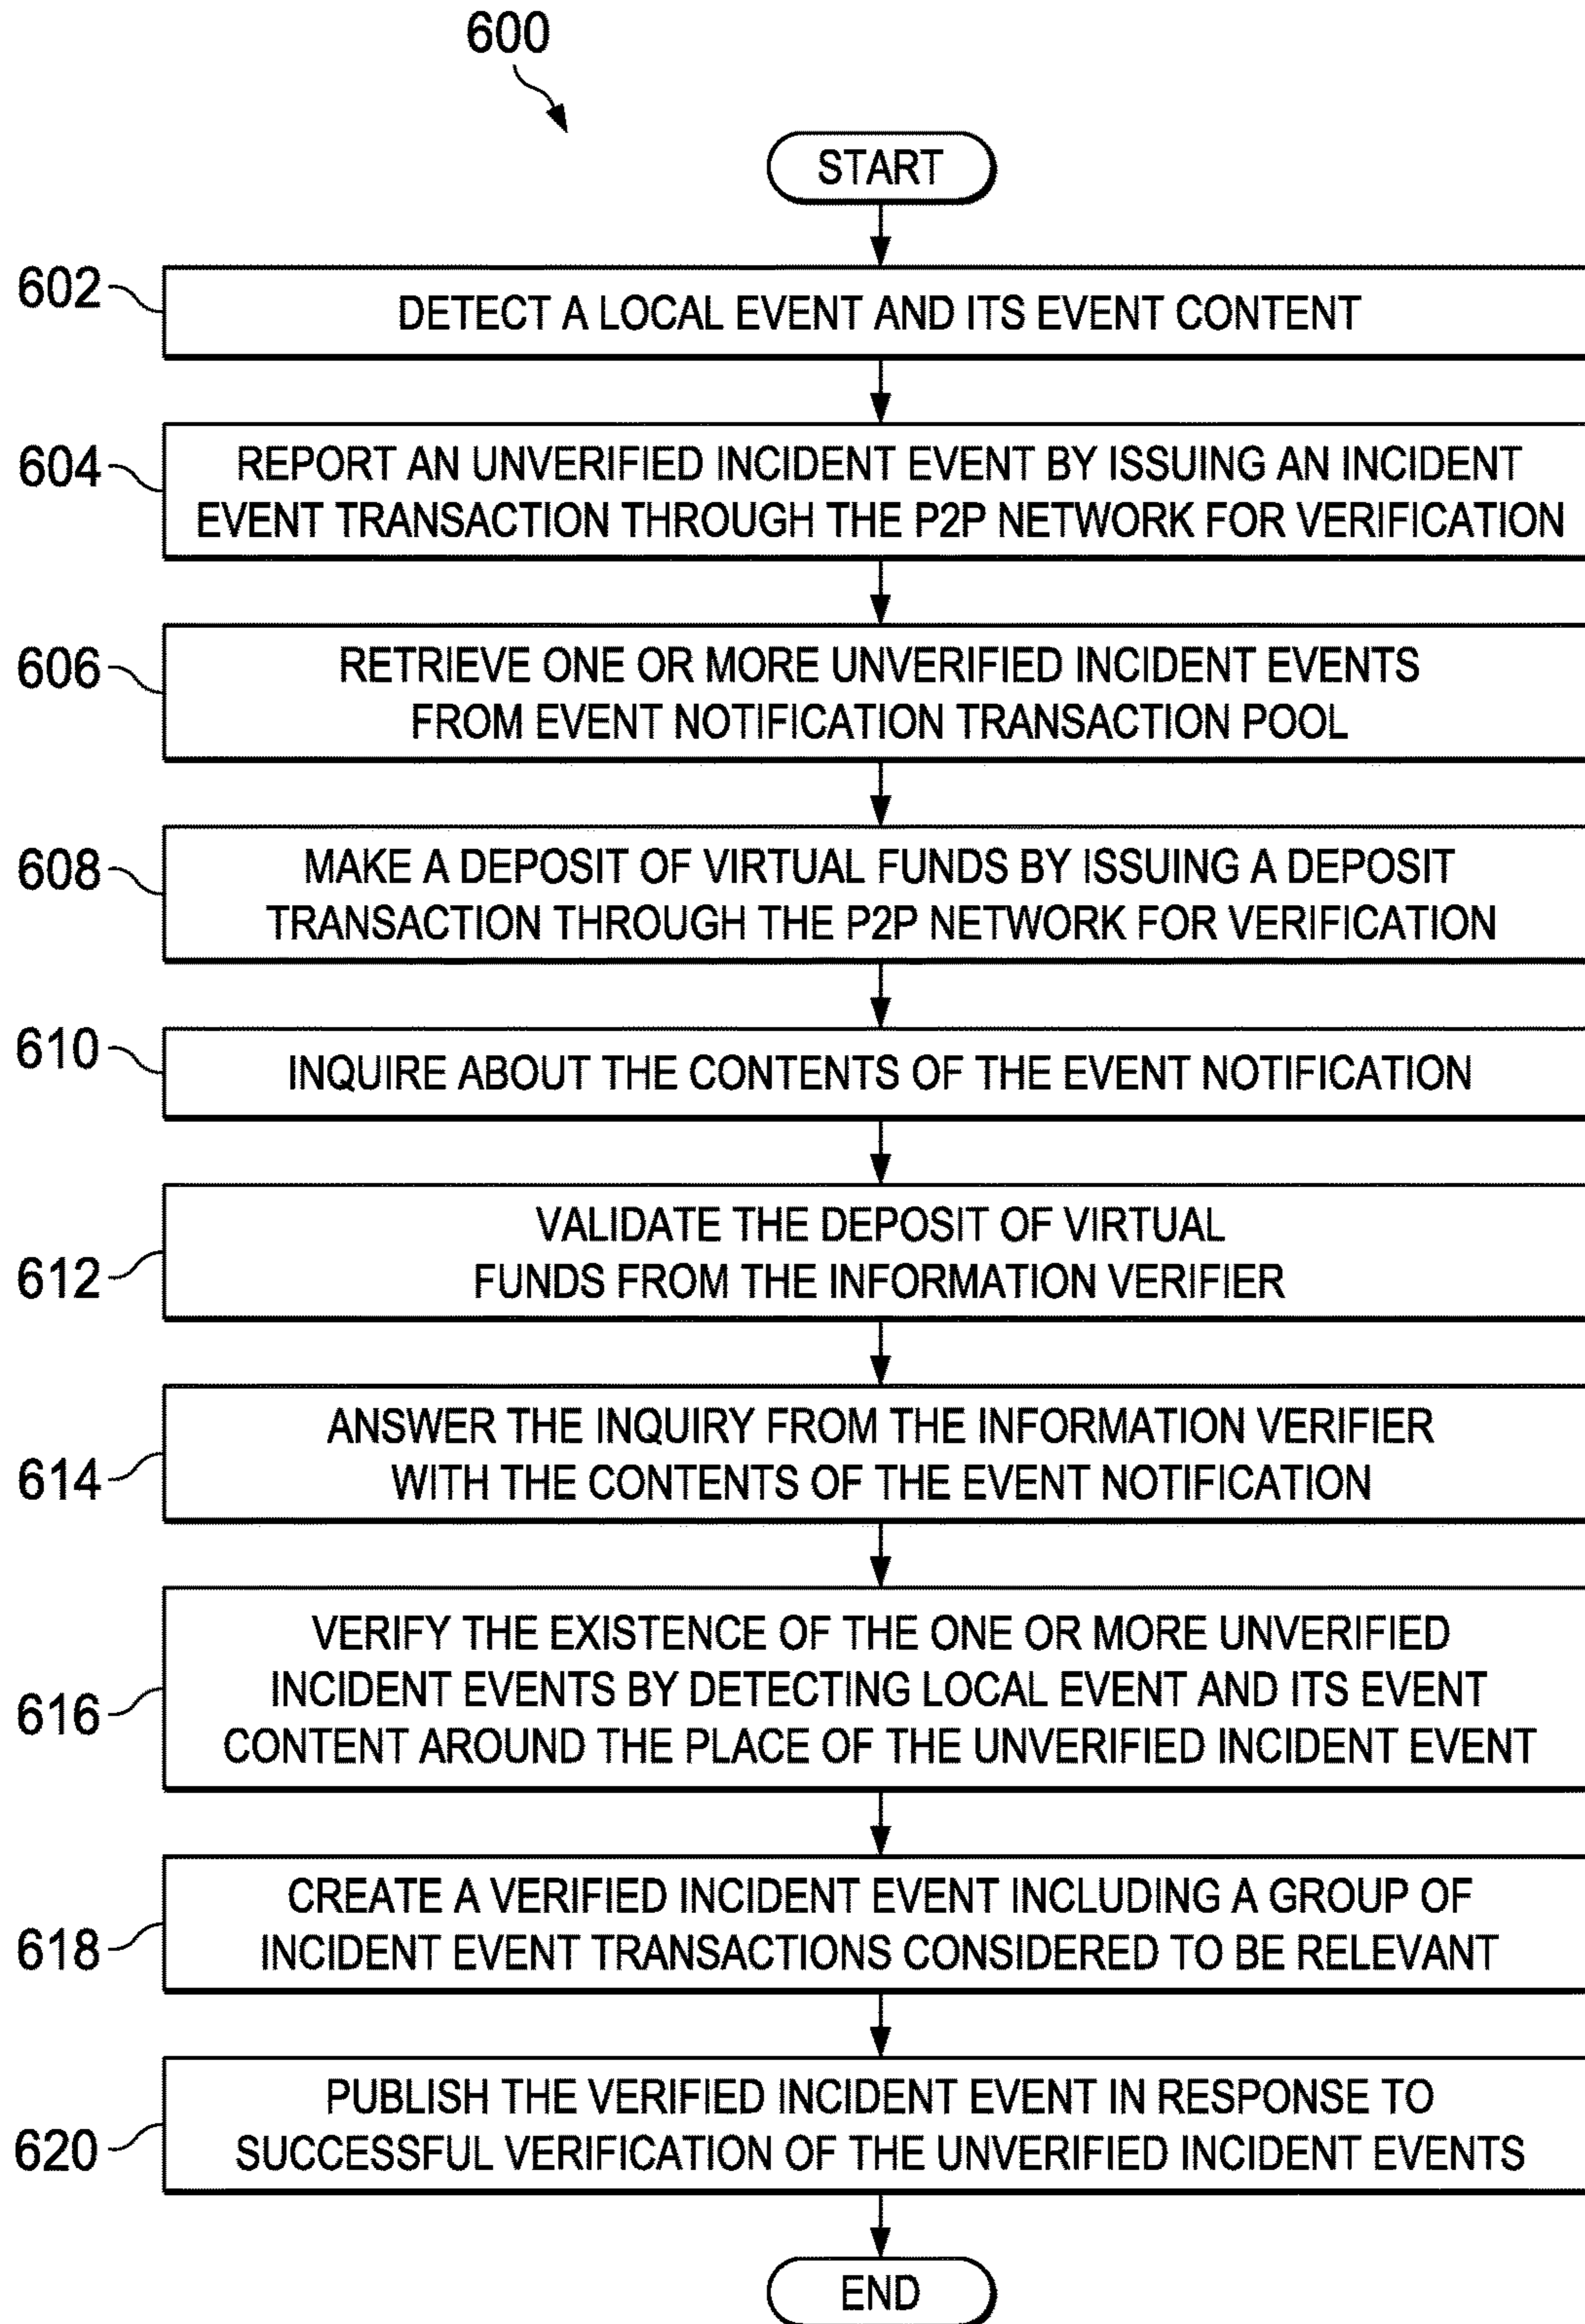 600
START
602
DETECT A LOCAL EVENT AND ITS EVENT CONTENT
604
REPORT AN UNVERIFIED INCIDENT EVENT BY ISSUING AN INCIDENT
EVENT TRANSACTION THROUGH THE P2P NETWORK FOR VERIFICATION
606
RETRIEVE ONE OR MORE UNVERIFIED INCIDENT EVENTS
FROM EVENT NOTIFICATION TRANSACTION POOL
608
MAKE A DEPOSIT OF VIRTUAL FUNDS BY ISSUING A DEPOSIT
TRANSACTION THROUGH THE P2P NETWORK FOR VERIFICATION
610
INQUIRE ABOUT THE CONTENTS OF THE EVENT NOTIFICATION
612
VALIDATE THE DEPOSIT OF VIRTUAL
FUNDS FROM THE INFORMATION VERIFIER
614
ANSWER THE INQUIRY FROM THE INFORMATION VERIFIER
WITH THE CONTENTS OF THE EVENT NOTIFICATION
616
VERIFY THE EXISTENCE OF THE ONE OR MORE UNVERIFIED
INCIDENT EVENTS BY DETECTING LOCAL EVENT AND ITS EVENT
CONTENT AROUND THE PLACE OF THE UNVERIFIED INCIDENT EVENT
618
CREATE A VERIFIED INCIDENT EVENT INCLUDING A GROUP OF
INCIDENT EVENT TRANSACTIONS CONSIDERED TO BE RELEVANT
620
PUBLISH THE VERIFIED INCIDENT EVENT IN RESPONSE TO
SUCCESSFUL VERIFICATION OF THE UNVERIFIED INCIDENT EVENTS
END